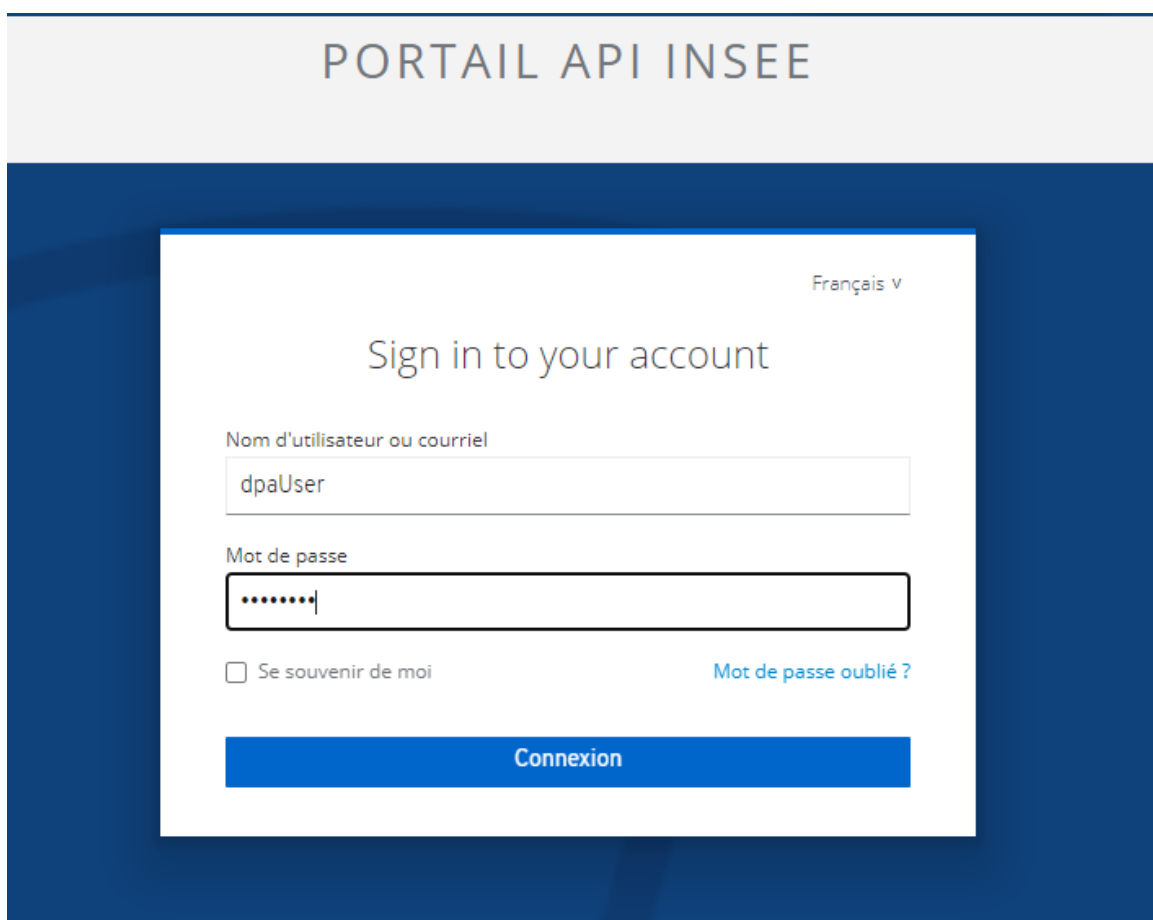 PORTAIL API INSEE
Français v
Sign in to your account
Nom d'utilisateur ou courriel
dpaUser
Mot de passe
••••••••
Se souvenir de moi
Mot de passe oublié ?
Connexion